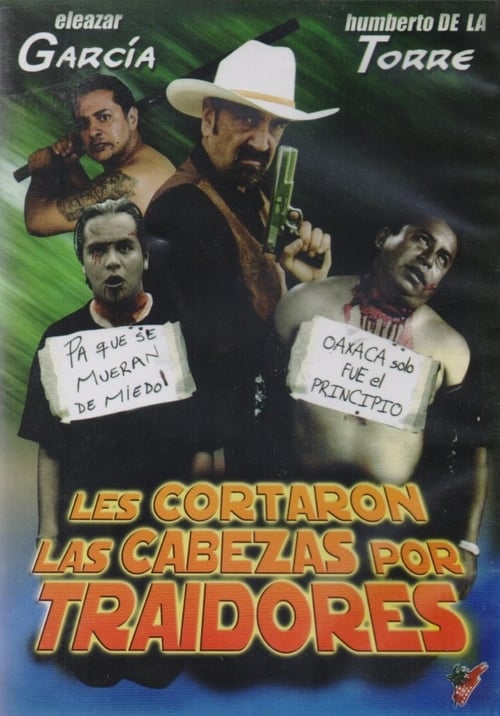 eleazar
GARCÍA
humberto DE LA
TORRE
PA QUE SE
MUERAN
DE MIEDO!
OAXACA solo
FUE el
PRINCIPIO
LES CORTARON
LAS CABEZAS POR
TRAIDORES